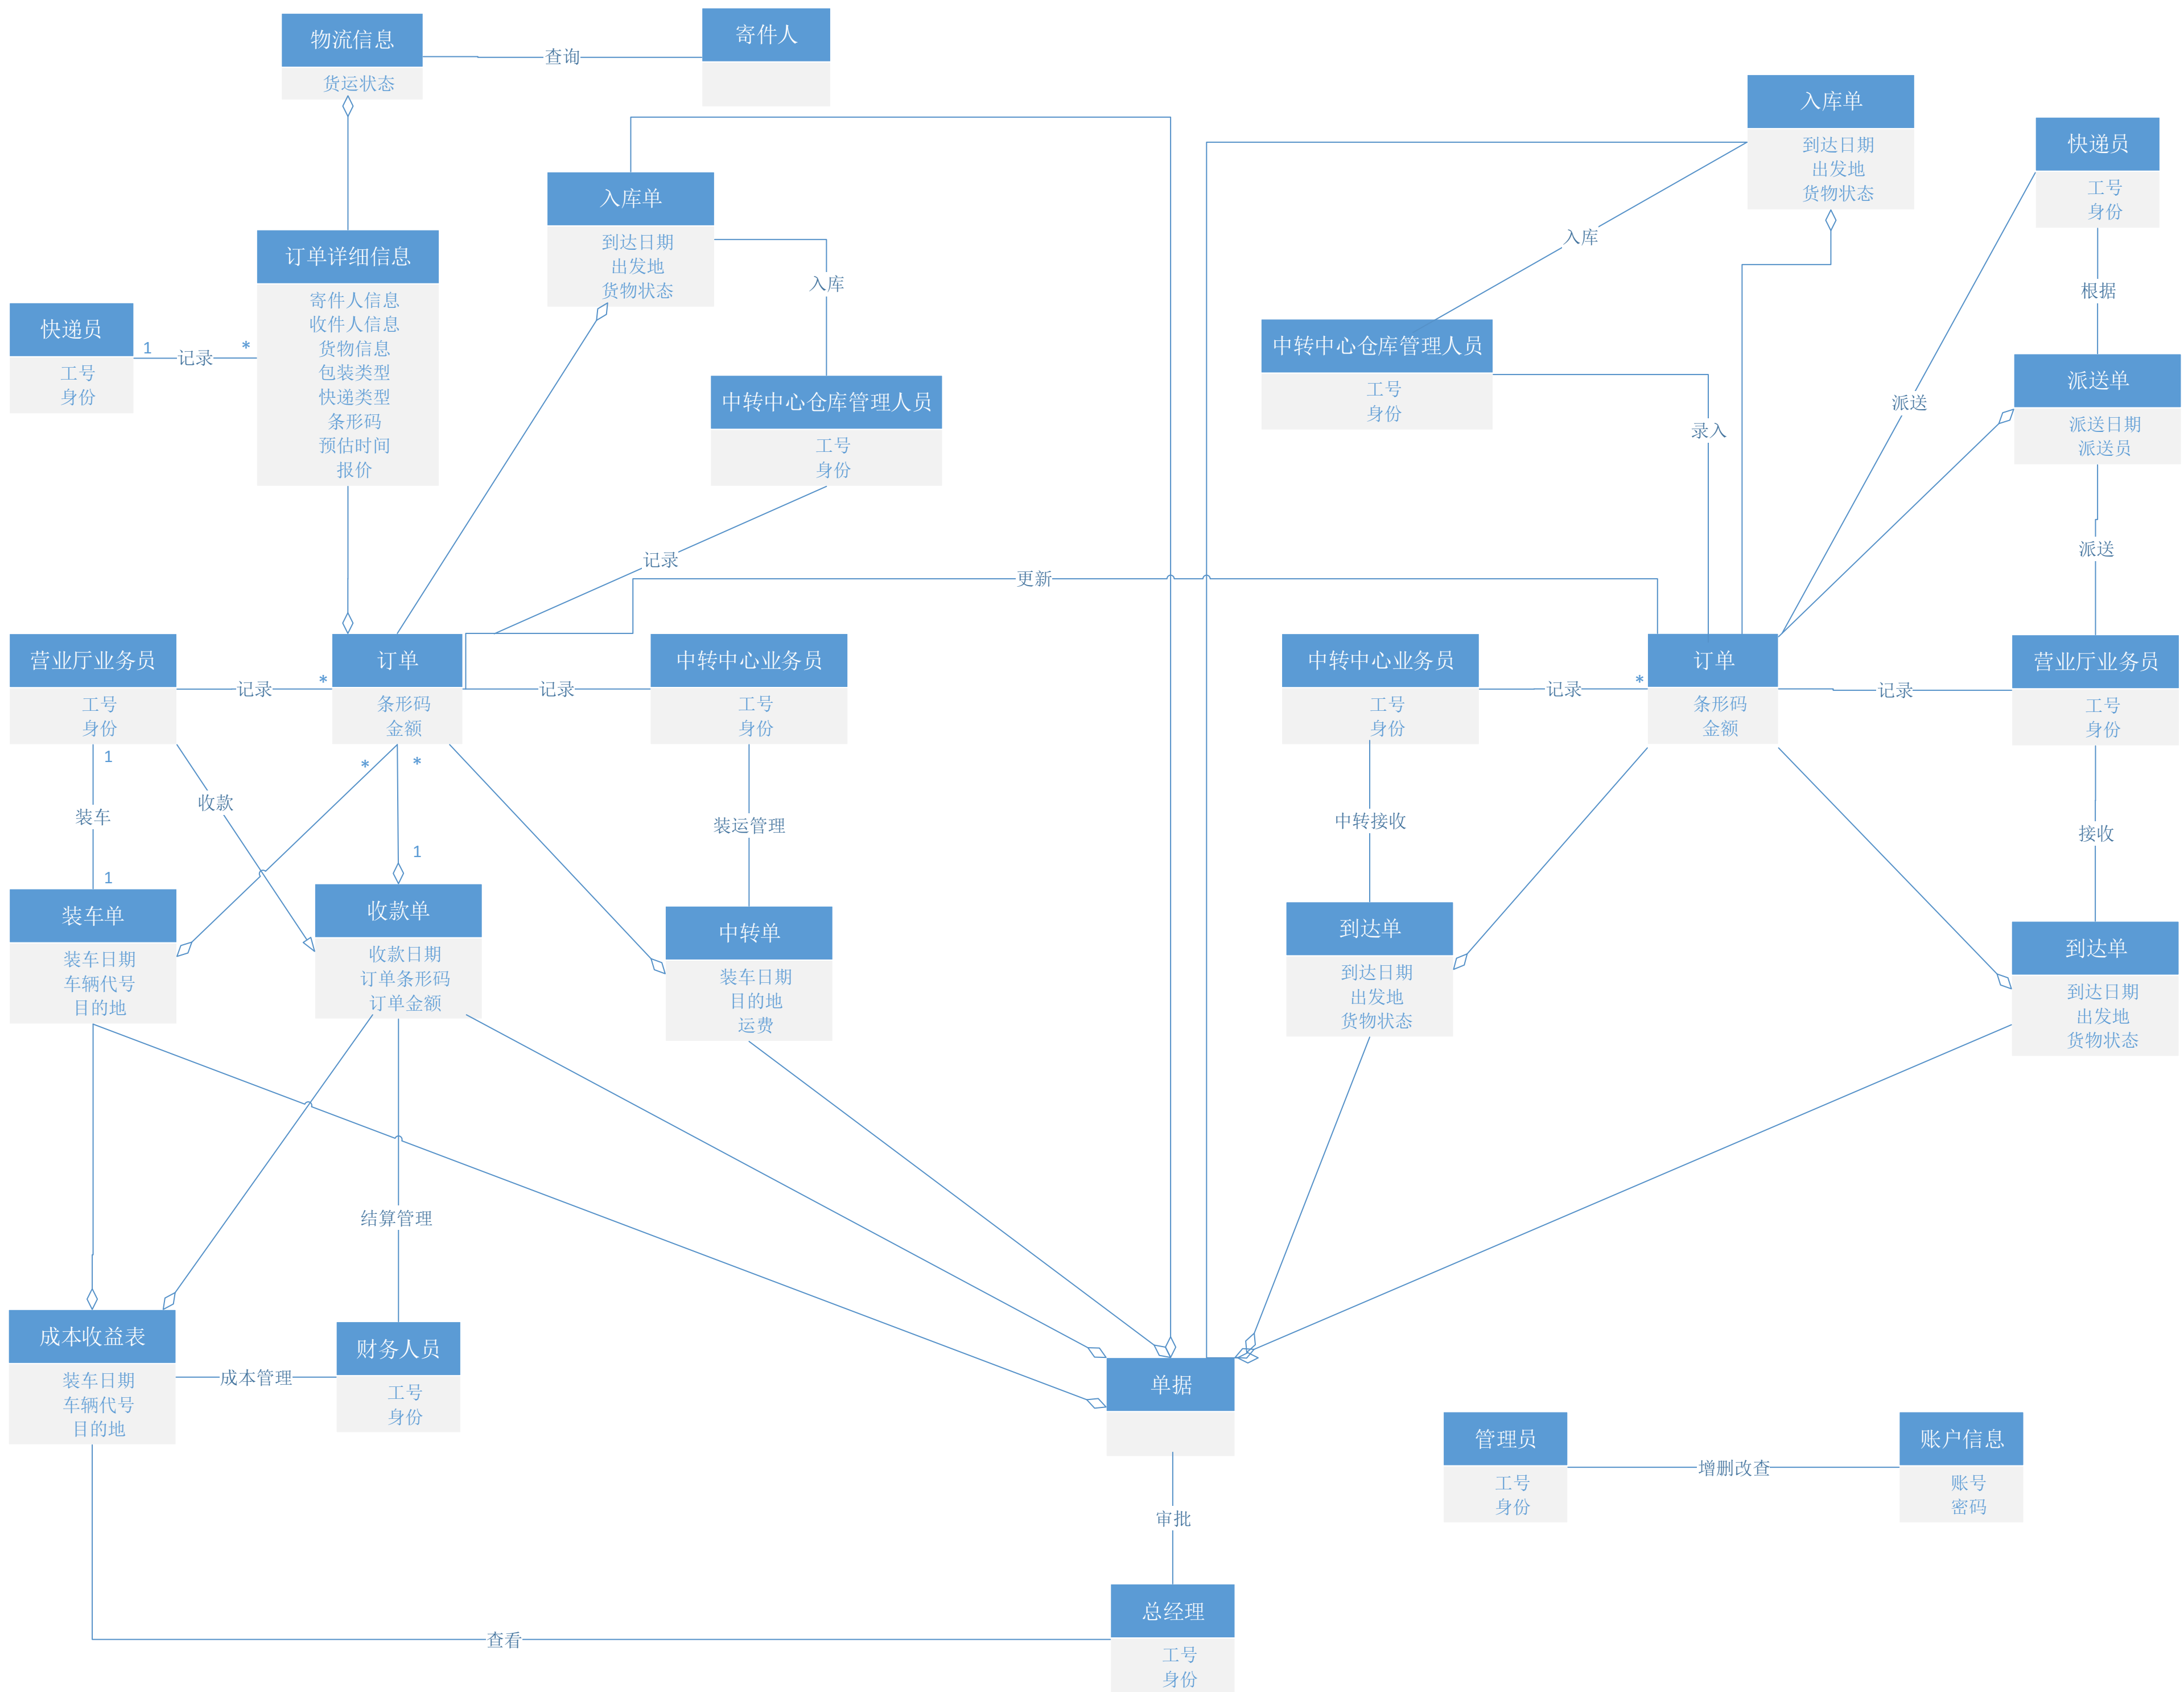 物流信息
货运状态
查询
寄件人
入库单
到达日期
出发地
货物状态
快递员
工号
身份
入库单
到达日期
出发地
货物状态
入库
订单详细信息
寄件人信息
收件人信息
货物信息
包装类型
快递类型
条形码
预估时间
报价
快递员
工号
身份
1
记录
*
入库
中转中心仓库管理人员
工号
身份
记录
中转中心仓库管理人员
工号
身份
录入
派送
根据
派送单
派送日期
派送员
派送
更新
营业厅业务员
工号
身份
记录
*
订单
条形码
金额
记录
中转中心业务员
工号
身份
中转中心业务员
工号
身份
记录
*
订单
条形码
金额
记录
营业厅业务员
工号
身份
1
装车
1
收款
*
*
1
装运管理
中转接收
接收
装车单
装车日期
车辆代号
目的地
收款单
收款日期
订单条形码
订单金额
中转单
装车日期
目的地
运费
到达单
到达日期
出发地
货物状态
到达单
到达日期
出发地
货物状态
结算管理
成本收益表
装车日期
车辆代号
目的地
成本管理
财务人员
工号
身份
单据
管理员
工号
身份
增删改查
账户信息
账号
密码
审批
查看
总经理
工号
身份